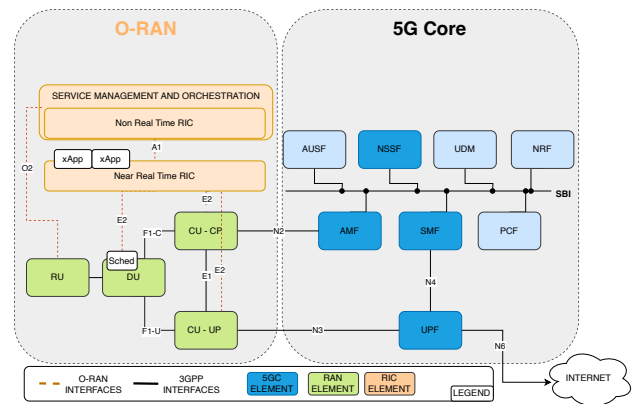 O-RAN
5G Core
SERVICE MANAGEMENT AND ORCHESTRATION
Non Real Time RIC
xApp
xApp
A1
O2
Near Real Time RIC
AUSF
NSSF
UDM
NRF
SBI
E2
E2
F1-C
CU - CP
N2
AMF
SMF
PCF
Sched
RU
DU
E1
E2
N4
F1-U
CU - UP
N3
UPF
N6
O-RAN
INTERFACES
3GPP
INTERFACES
5GC
ELEMENT
RAN
ELEMENT
RIC
ELEMENT
LEGEND
INTERNET